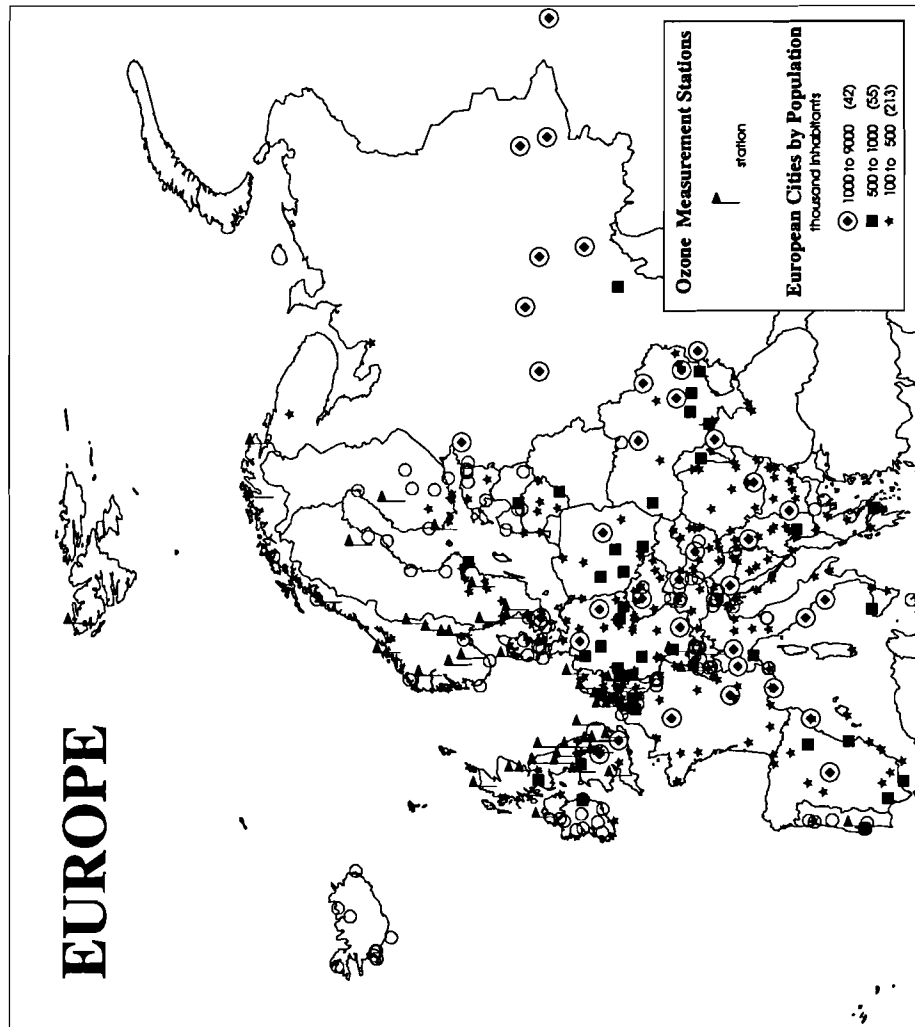 EUROPE
Ozone Measurement Stations
station
European Cities by Population
thousand inhabitants
1000 to 9000 (42)
500 to 1000 (55)
100 to 500 (213)